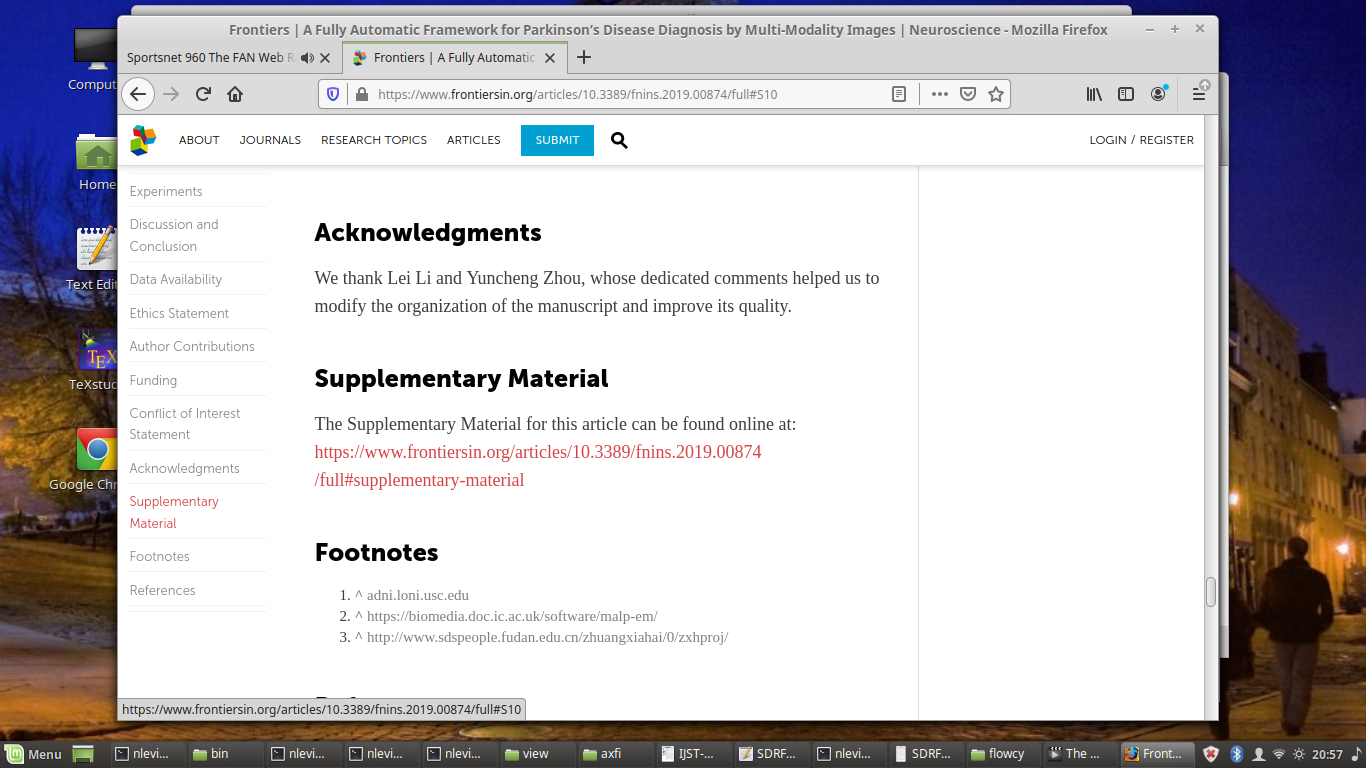 Frontiers | A Fully Automatic Framework for Parkinson's Disease Diagnosis by Multi-Modality Images | Neuroscience - Mozilla Firefox
Sportsnet 960 The FAN Web R
Frontiers | A Fully Automatic
https://www.frontiersin.org/articles/10.3389/fnins.2019.00874/full#S10
ABOUT JOURNALS RESEARCH TOPICS ARTICLES SUBMIT LOGIN / REGISTER
Comput
Home
Text Edit
TeXstud
Google Chr
Experiments
Discussion and
Conclusion
Data Availability
Ethics Statement
Author Contributions
Funding
Conflict of Interest
Statement
Acknowledgments
Supplementary
Material
Footnotes
References
Acknowledgments
We thank Lei Li and Yuncheng Zhou, whose dedicated comments helped us to
modify the organization of the manuscript and improve its quality.
Supplementary Material
The Supplementary Material for this article can be found online at:
https://www.frontiersin.org/articles/10.3389/fnins.2019.00874
/full#supplementary-material
Footnotes
1. ^ adni.loni.usc.edu
2. ^ https://biomedia.doc.ic.ac.uk/software/malp-em/
3. ^ http://www.sdspeople.fudan.edu.cn/zhuangxiahai/0/zxhproj/
https://www.frontiersin.org/articles/10.3389/fnins.2019.00874/full#S10
Menu nlevi... bin nlevi... nlevi... nlevi... view axfi IJST-... SDRF... nlevi... SDRF... flowcy The ... Front... 20:57